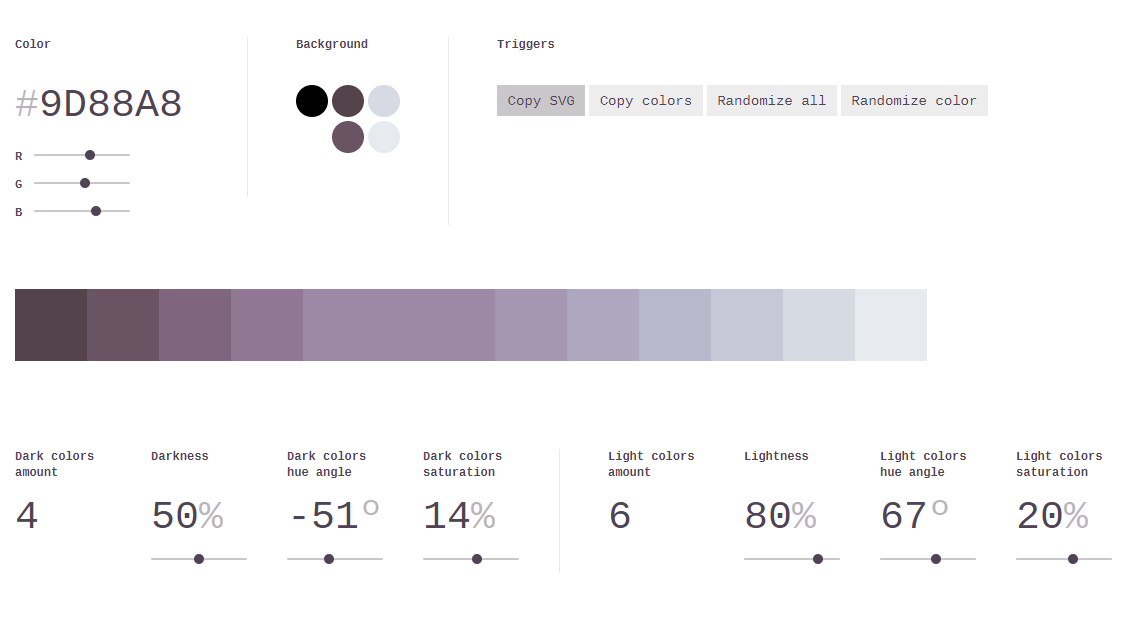 Color
Background
Triggers
#9D88A8
Copy SVG
Copy colors
Randomize all
Randomize color
R
G
B
Dark colors
amount
Darkness
Dark colors
hue angle
Dark colors
saturation
Light colors
amount
Lightness
Light colors
hue angle
Light colors
saturation
4
50%
-51º
14%
6
80%
67º
20%